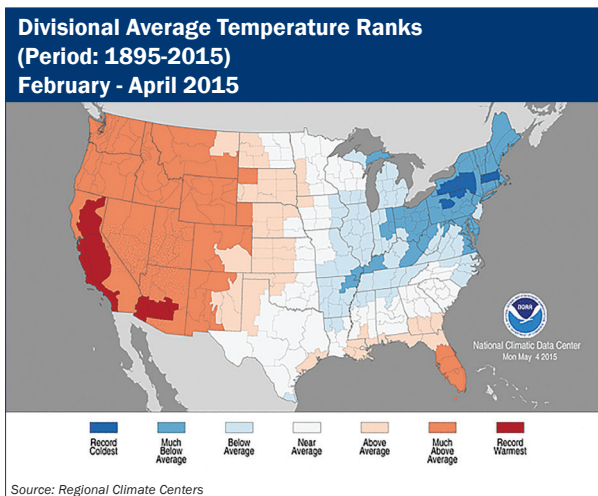 Divisional Average Temperature Ranks
(Period: 1895-2015)
February - April 2015
NOAA
National Climatic Data Center
Mon May 4 2015
Record Coldest
Much Below Average
Below Average
Near Average
Above Average
Much Above Average
Record Warmest
Source: Regional Climate Centers